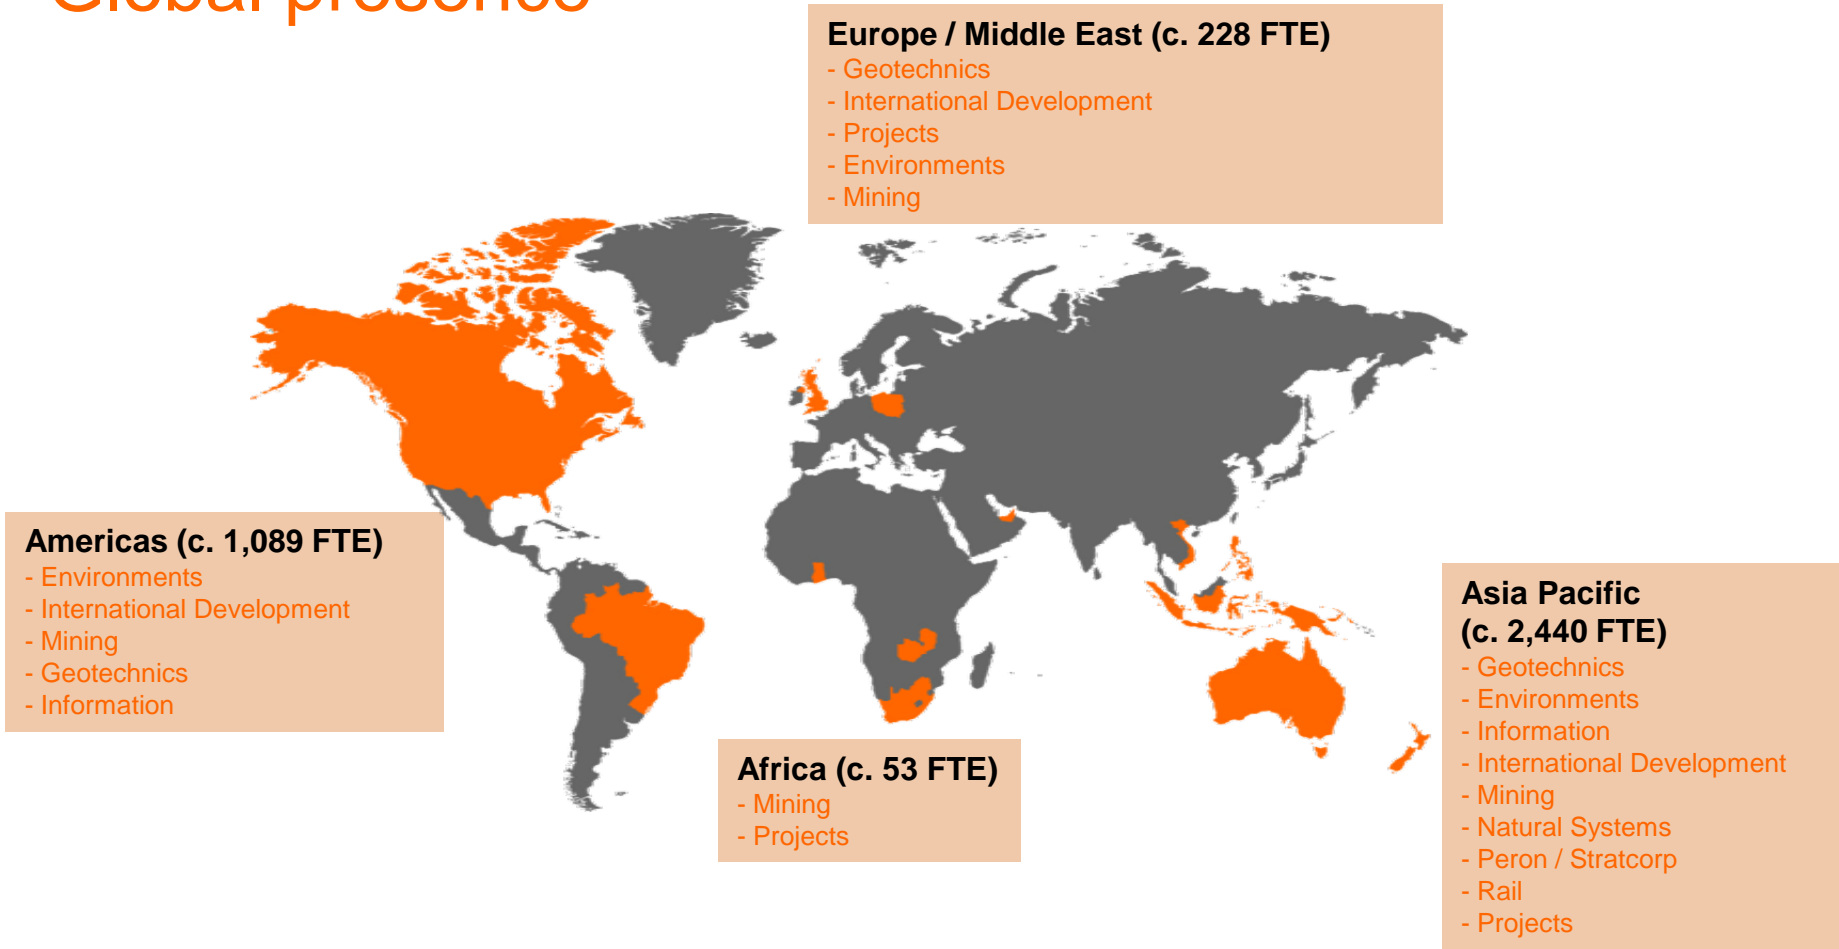 Global presence
Europe / Middle East (c. 228 FTE)
- Geotechnics
- International Development
- Projects
- Environments
- Mining
Americas (c. 1,089 FTE)
- Environments
- International Development
- Mining
- Geotechnics
- Information
Africa (c. 53 FTE)
- Mining
- Projects
Asia Pacific
(c. 2,440 FTE)
- Geotechnics
- Environments
- Information
- International Development
- Mining
- Natural Systems
- Peron / Stratcorp
- Rail
- Projects